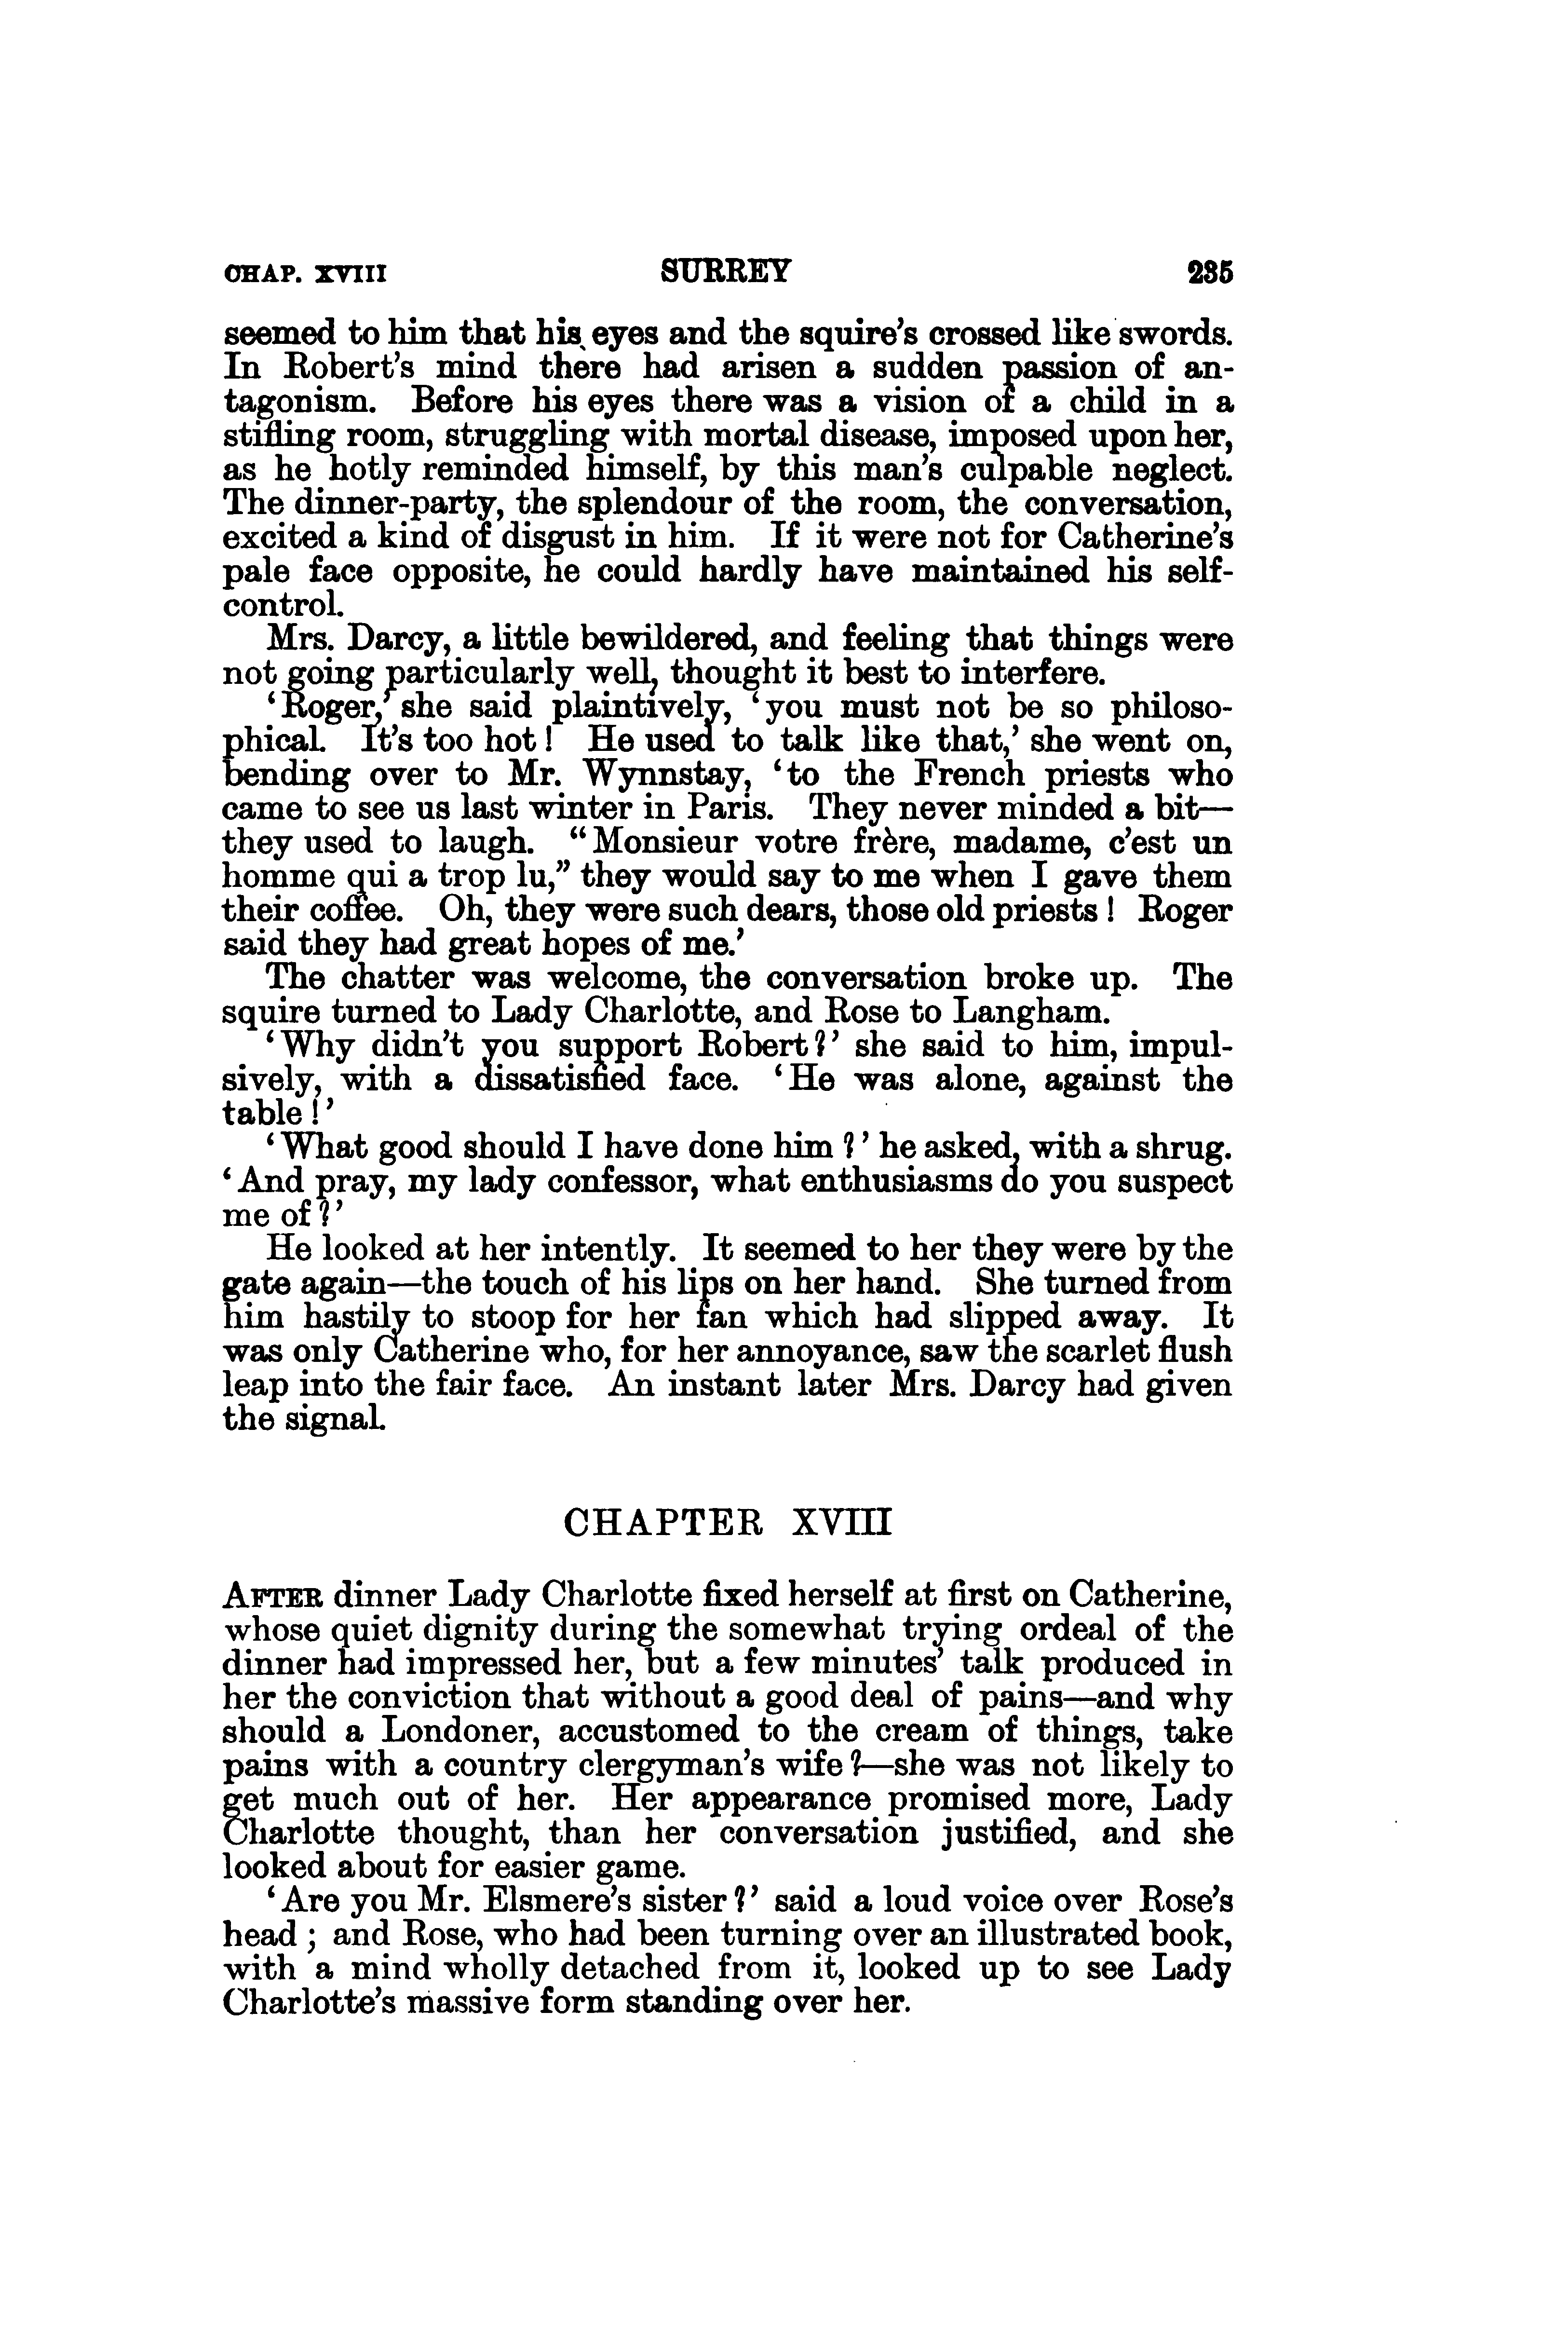 CHAP. XVIII SURREY 235
seemed to him that his eyes and the squire's crossed like swords.
In Robert's mind there had arisen a sudden passion of an-
tagonism. Before his eyes there was a vision of a child in a
stifling room, struggling with mortal disease, imposed upon her,
as he hotly reminded himself, by this man's culpable neglect.
The dinner-party, the splendour of the room, the conversation,
excited a kind of disgust in him. If it were not for Catherine's
pale face opposite, he could hardly have maintained his self-
control.
Mrs. Darcy, a little bewildered, and feeling that things were
not going particularly well, thought it best to interfere.
‘Roger,’ she said plaintively, ‘you must not be so philoso-
phical. It's too hot! He used to talk like that,’ she went on,
bending over to Mr. Wynnstay, ‘to the French priests who
came to see us last winter in Paris. They never minded a bit—
they used to laugh. “Monsieur votre frère, madame, c'est un
homme qui a trop lu,” they would say to me when I gave them
their coffee. Oh, they were such dears, those old priests! Roger
said they had great hopes of me.’
The chatter was welcome, the conversation broke up. The
squire turned to Lady Charlotte, and Rose to Langham.
‘Why didn't you support Robert?’ she said to him, impul-
sively, with a dissatisfied face. ‘He was alone, against the
table!’
‘What good should I have done him?’ he asked, with a shrug.
‘And pray, my lady confessor, what enthusiasms do you suspect
me of?’
He looked at her intently. It seemed to her they were by the
gate again—the touch of his lips on her hand. She turned from
him hastily to stoop for her fan which had slipped away. It
was only Catherine who, for her annoyance, saw the scarlet flush
leap into the fair face. An instant later Mrs. Darcy had given
the signal.
CHAPTER XVIII
AFTER dinner Lady Charlotte fixed herself at first on Catherine,
whose quiet dignity during the somewhat trying ordeal of the
dinner had impressed her, but a few minutes' talk produced in
her the conviction that without a good deal of pains—and why
should a Londoner, accustomed to the cream of things, take
pains with a country clergyman's wife?—she was not likely to
get much out of her. Her appearance promised more, Lady
Charlotte thought, than her conversation justified, and she
looked about for easier game.
‘Are you Mr. Elsmere's sister?’ said a loud voice over Rose's
head; and Rose, who had been turning over an illustrated book,
with a mind wholly detached from it, looked up to see Lady
Charlotte's massive form standing over her.